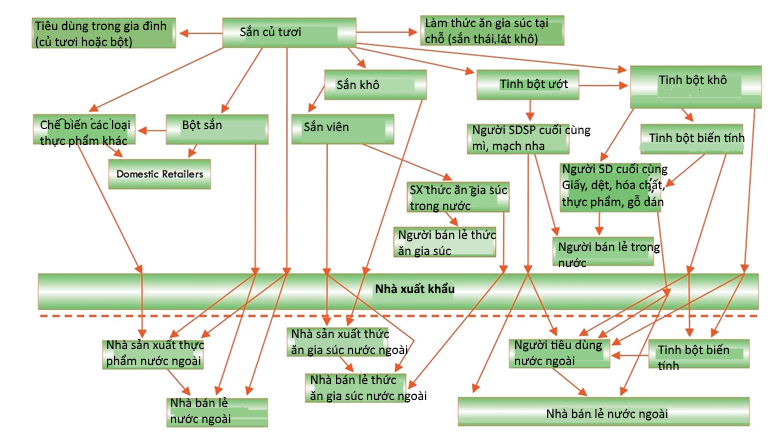 Tiêu dùng trong gia đình
(củ tươi hoặc bột)
Sắn củ tươi
Làm thức ăn gia súc tại
chỗ (sắn thái,lát khô)
Sắn khô
Tinh bột ướt
Tinh bột khô
Chế biến các loại
thực phẩm khác
Bột sắn
Sắn viên
Người SDSP cuối cùng
mì, mạch nha
Tinh bột biến tính
Domestic Retailers
SX thức ăn gia súc
trong nước
Người SD cuối cùng
Giấy, dệt, hóa chất,
thực phẩm, gỗ dán
Người bán lẻ thức
ăn gia súc
Người bán lẻ trong
nước
Nhà xuất khẩu
Nhà sản xuất thực
phẩm nước ngoài
Nhà sản xuất thức
ăn gia súc nước ngoài
Người tiêu dùng
nước ngoài
Tinh bột biến
tính
Nhà bán lẻ thức
ăn gia súc nước ngoài
Nhà bán lẻ
nước ngoài
Nhà bán lẻ nước ngoài